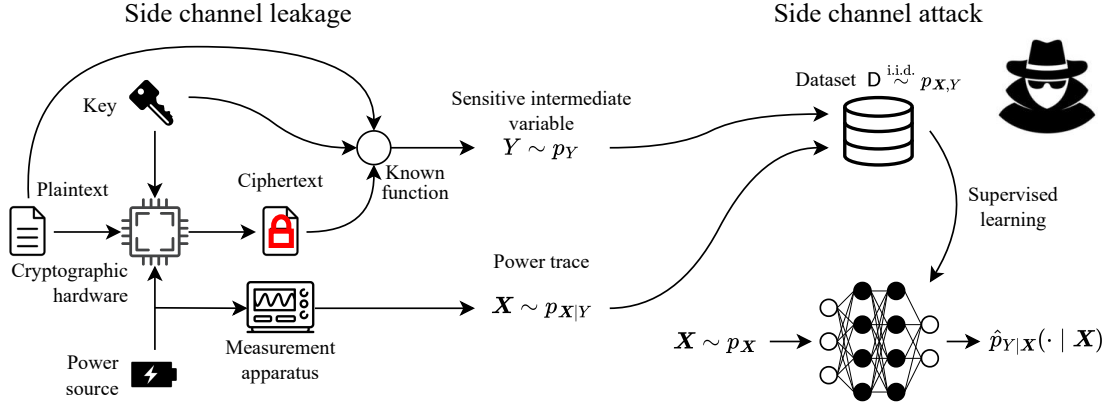 Side channel leakage
Side channel attack
Key
Sensitive intermediate
variable
Y ∼ p_Y
Dataset D i.i.d. ∼ p_{X,Y}
Known
function
Plaintext
Ciphertext
Supervised
learning
Cryptographic
hardware
Power trace
X ∼ p_{X|Y}
Measurement
apparatus
Power
source
X ∼ p_X
p̂_{Y|X}(· | X)